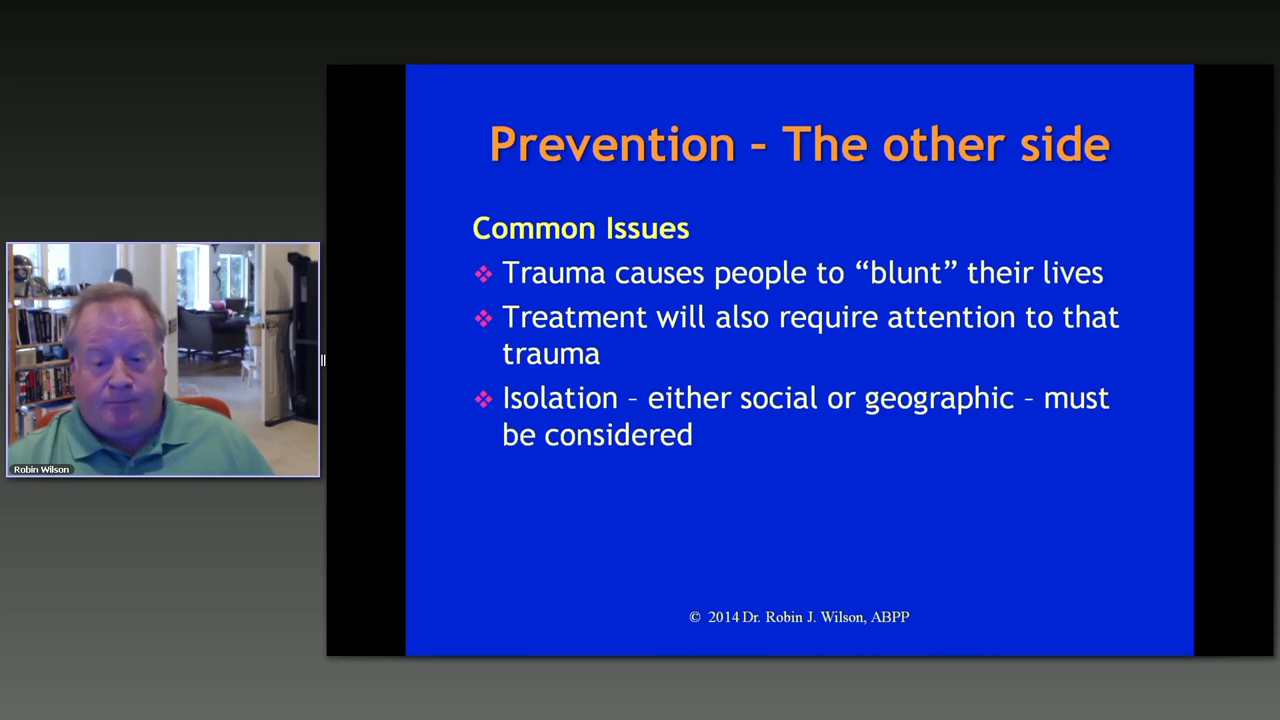 Prevention – The other side
Common Issues
Trauma causes people to “blunt” their lives
Treatment will also require attention to that
trauma
Isolation – either social or geographic – must
be considered
Robin Wilson
© 2014 Dr. Robin J. Wilson, ABPP